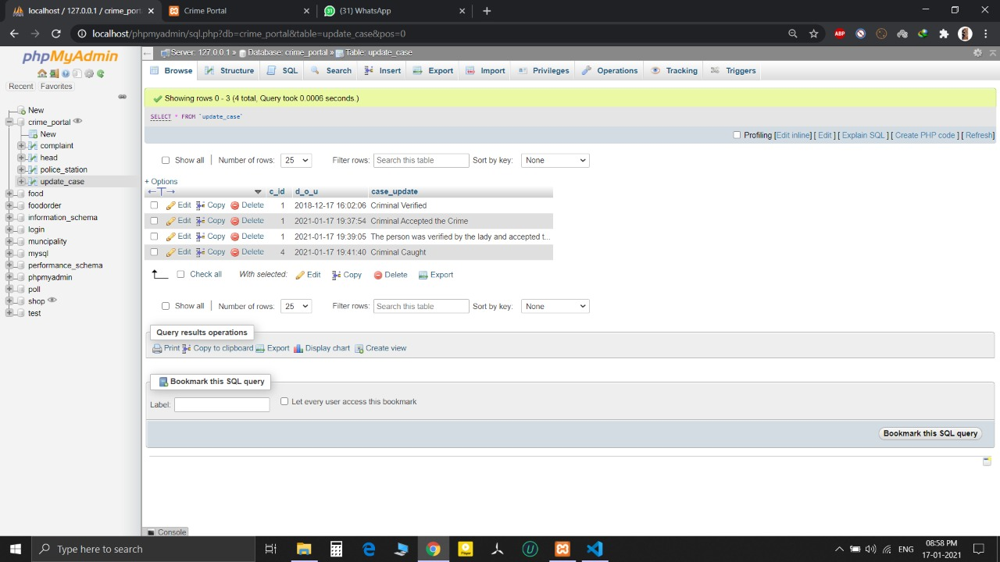 localhost / 127.0.0.1 / crime_port
Crime Portal
(31) WhatsApp
localhost/phpmyadmin/sql.php?db=crime_portal&table=update_case&pos=0
ABP
phpMyAdmin
Recent Favorites
New
crime_portal
New
complaint
head
police_station
update_case
food
foodorder
information_schema
login
muncipality
mysql
performance_schema
phpmyadmin
poll
shop
test
Server: 127.0.0.1 » Database: crime_portal » Table: update_case
Browse Structure SQL Search Insert Export Import Privileges Operations Tracking Triggers
Showing rows 0 - 3 (4 total, Query took 0.0006 seconds.)
SELECT * FROM `update_case`
Profiling [Edit inline] [ Edit ] [ Explain SQL ] [ Create PHP code ] [ Refresh]
Show all | Number of rows: 25 Filter rows: Search this table Sort by key: None
+ Options
←T→ c_id d_o_u case_update
Edit Copy Delete 1 2018-12-17 16:02:06 Criminal Verified
Edit Copy Delete 1 2021-01-17 19:37:54 Criminal Accepted the Crime
Edit Copy Delete 1 2021-01-17 19:39:05 The person was verified by the lady and accepted t...
Edit Copy Delete 4 2021-01-17 19:41:40 Criminal Caught
Check all With selected: Edit Copy Delete Export
Show all | Number of rows: 25 Filter rows: Search this table Sort by key: None
Query results operations
Print Copy to clipboard Export Display chart Create view
Bookmark this SQL query
Label: Let every user access this bookmark
Bookmark this SQL query
Console
Type here to search
ENG
08:58 PM
17-01-2021